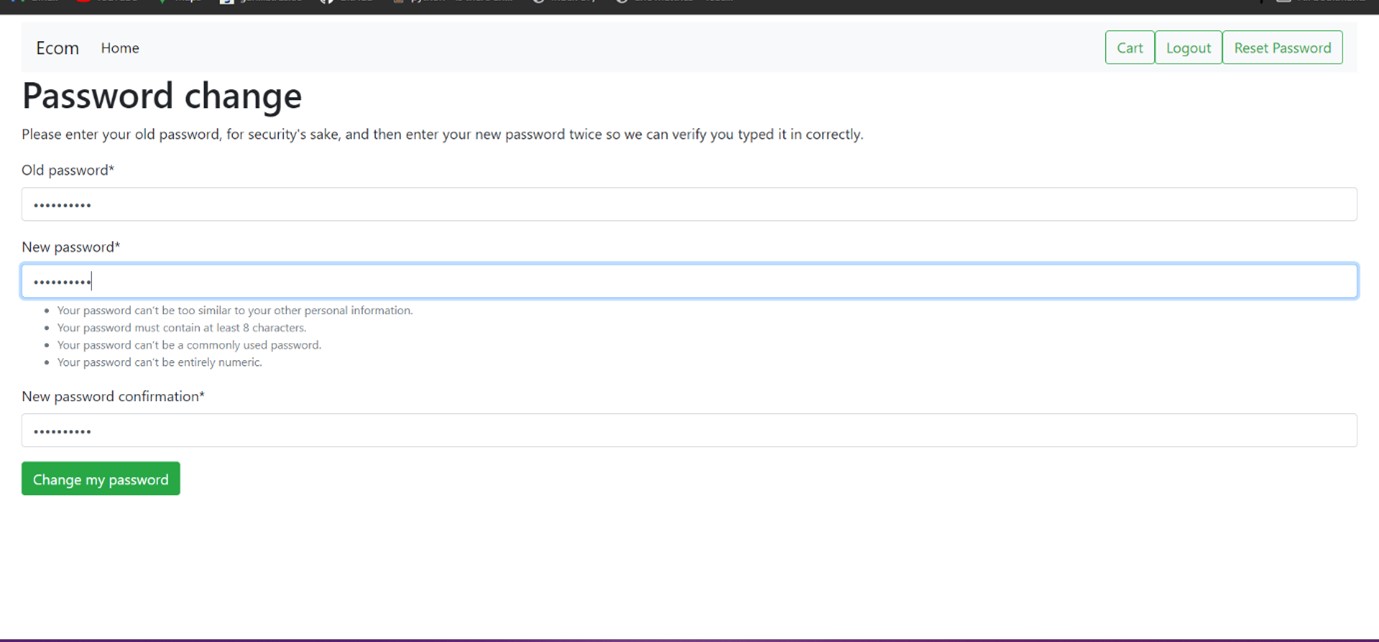 Ecom Home Cart Logout Reset Password
Password change
Please enter your old password, for security's sake, and then enter your new password twice so we can verify you typed it in correctly.
Old password*
••••••••••
New password*
••••••••••
• Your password can't be too similar to your other personal information.
• Your password must contain at least 8 characters.
• Your password can't be a commonly used password.
• Your password can't be entirely numeric.
New password confirmation*
••••••••••
Change my password